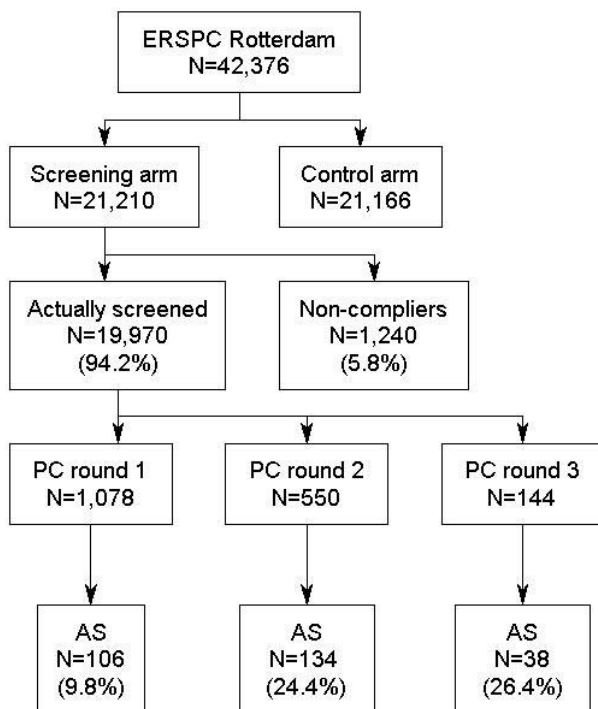 ERSPC Rotterdam
N=42,376
Screening arm
N=21,210
Control arm
N=21,166
Actually screened
N=19,970
(94.2%)
Non-compliers
N=1,240
(5.8%)
PC round 1
N=1,078
PC round 2
N=550
PC round 3
N=144
AS
N=106
(9.8%)
AS
N=134
(24.4%)
AS
N=38
(26.4%)